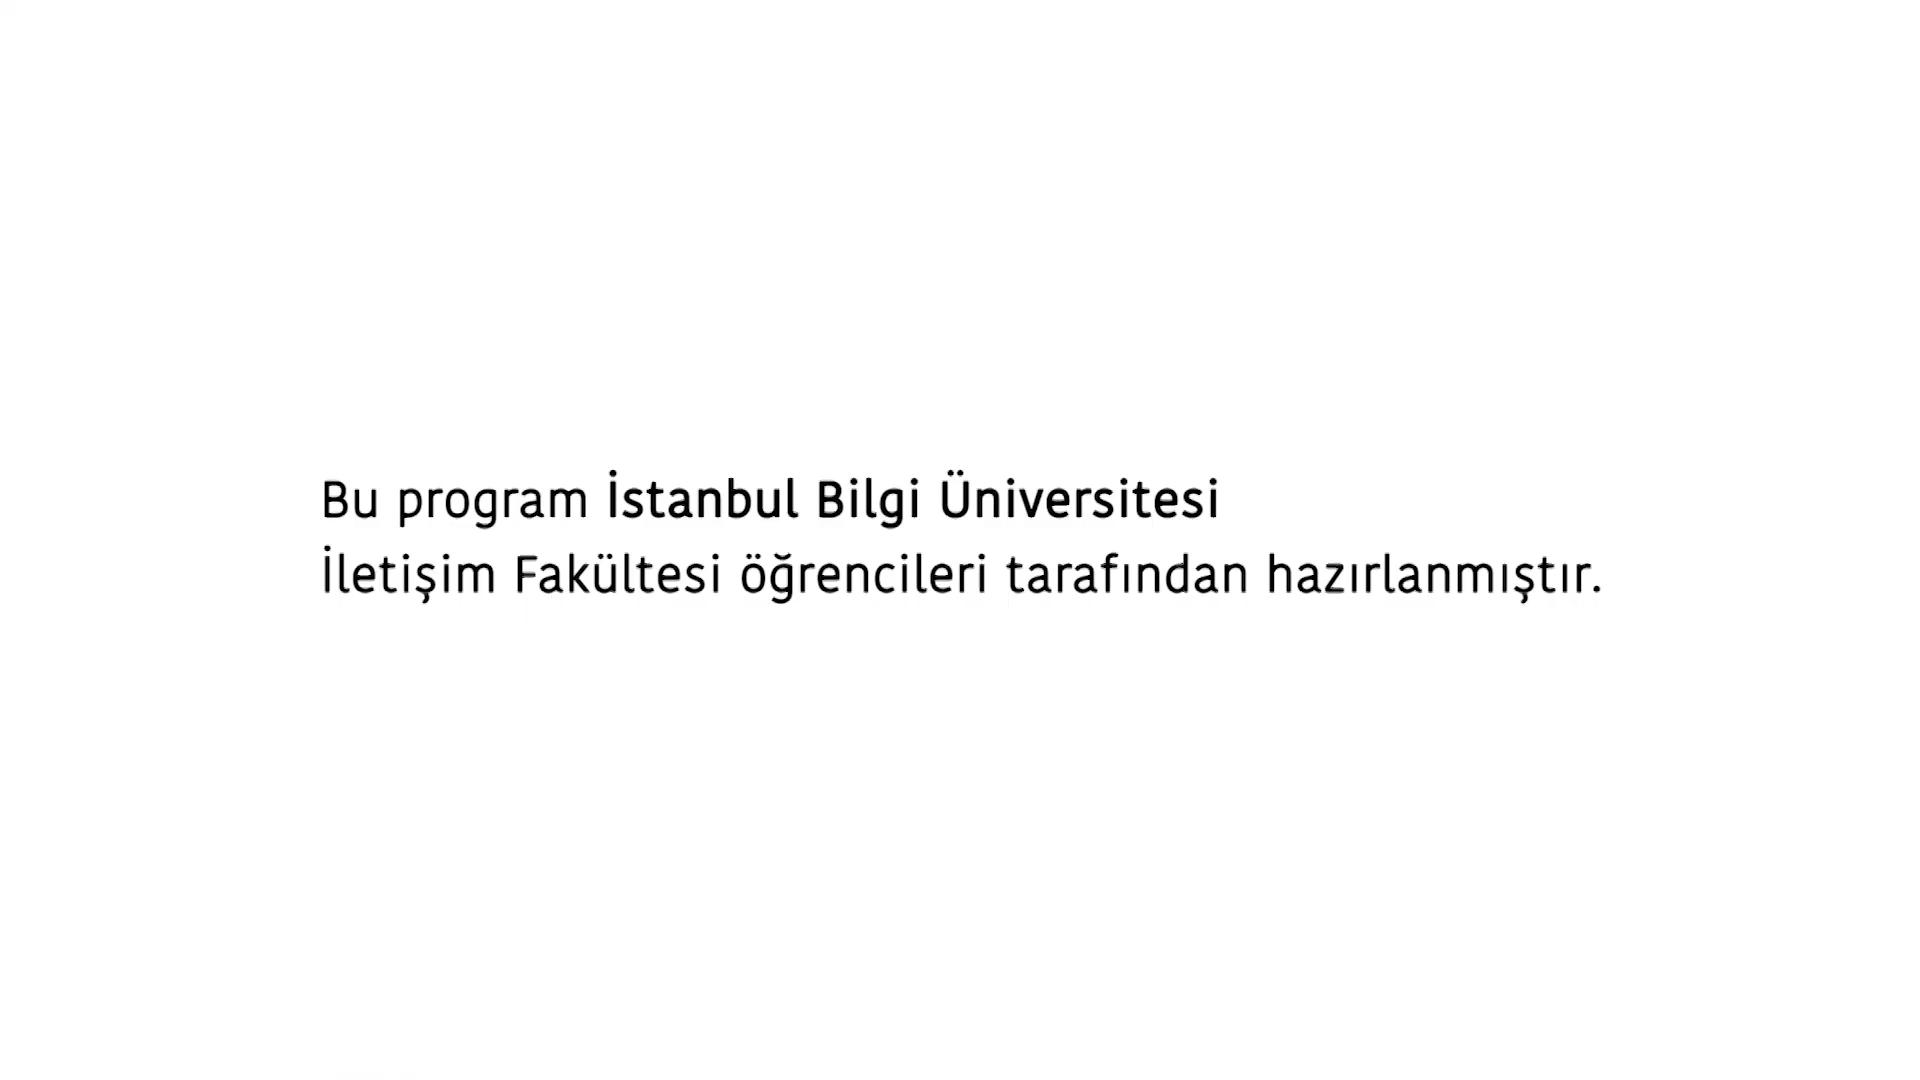 Bu program İstanbul Bilgi Üniversitesi
İletişim Fakültesi öğrencileri tarafından hazırlanmıştır.